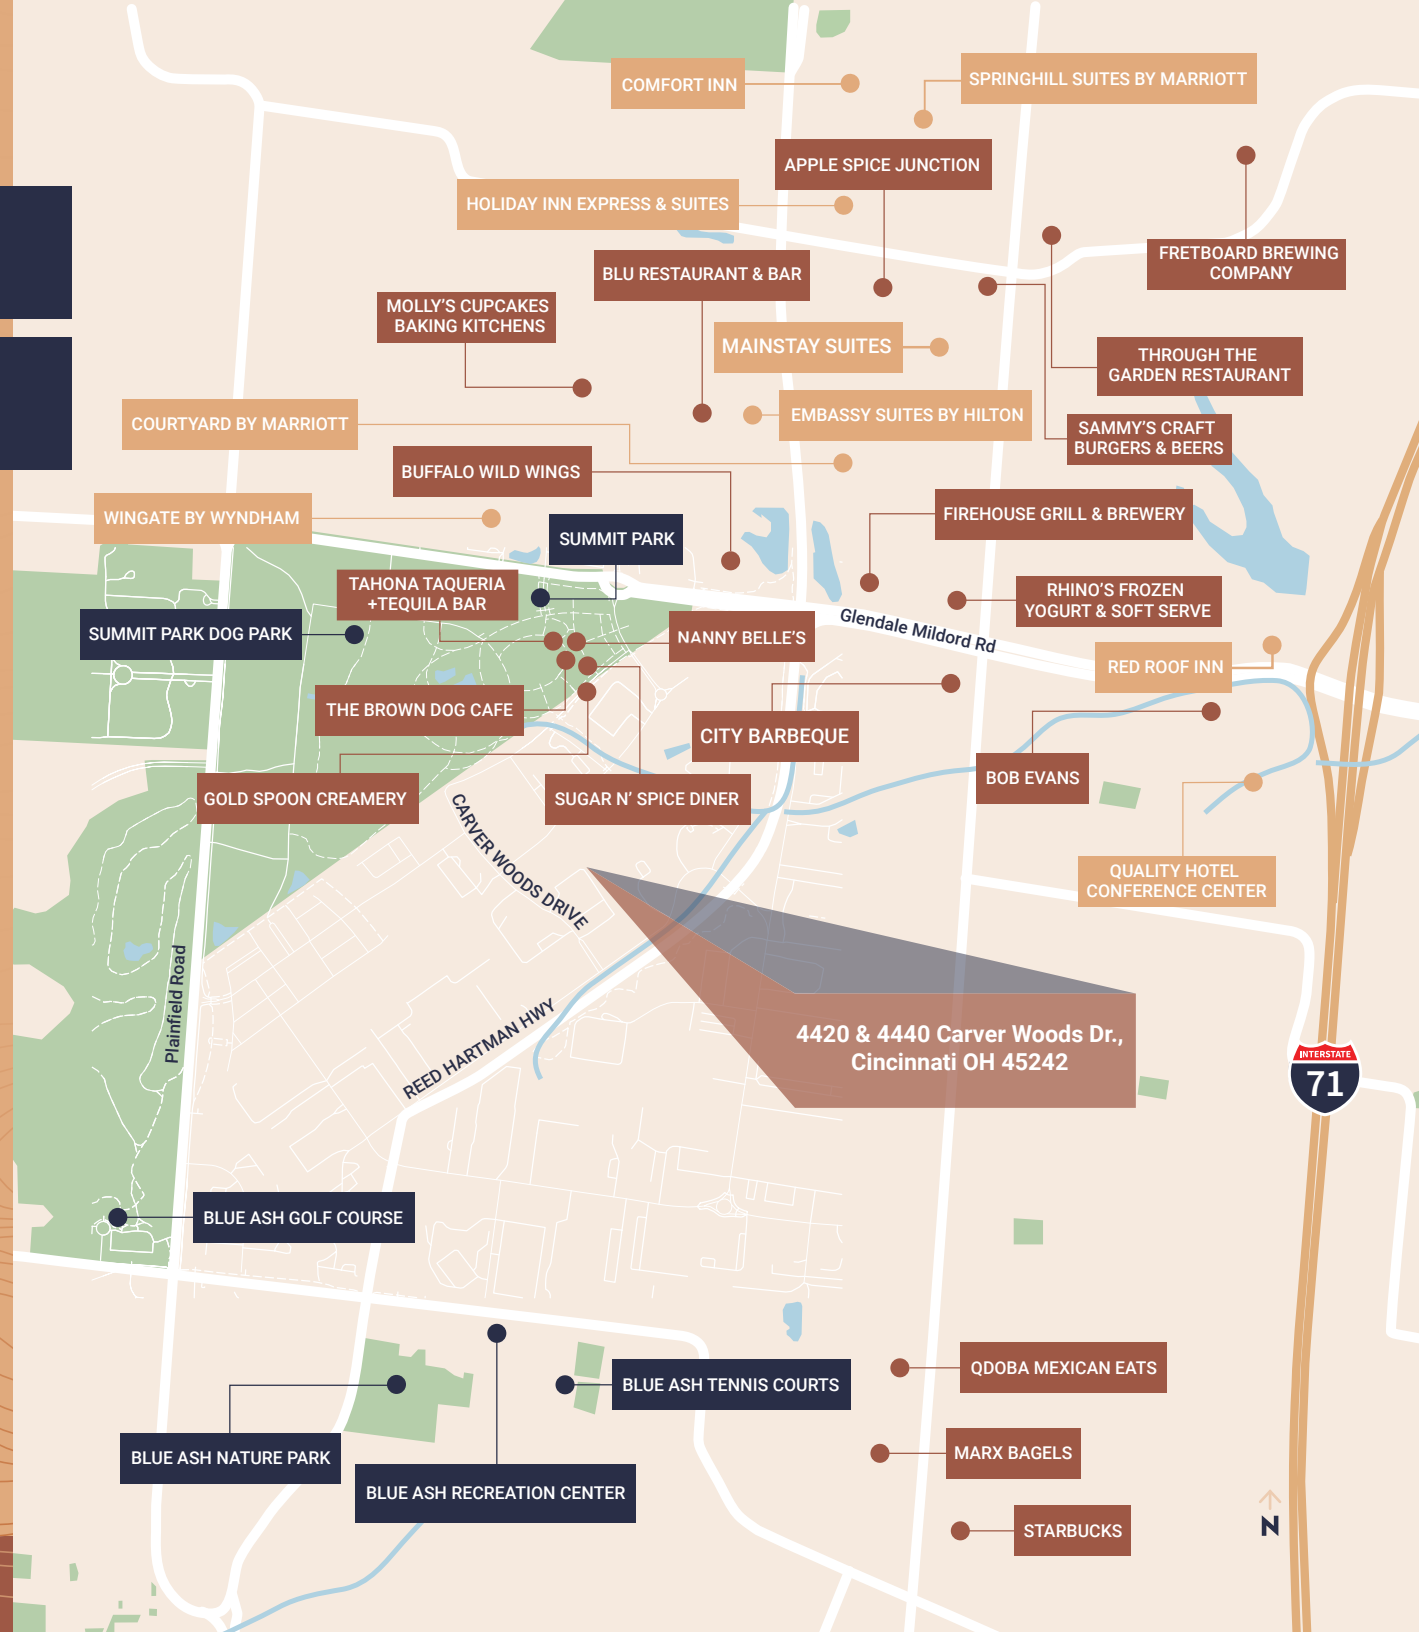 COMFORT INN
SPRINGHILL SUITES BY MARRIOTT
APPLE SPICE JUNCTION
HOLIDAY INN EXPRESS & SUITES
FRETBOARD BREWING
COMPANY
BLU RESTAURANT & BAR
MOLLY'S CUPCAKES
BAKING KITCHENS
MAINSTAY SUITES
THROUGH THE
GARDEN RESTAURANT
COURTYARD BY MARRIOTT
EMBASSY SUITES BY HILTON
SAMMY'S CRAFT
BURGERS & BEERS
BUFFALO WILD WINGS
WINGATE BY WYNDHAM
FIREHOUSE GRILL & BREWERY
SUMMIT PARK
TAHONA TAQUERIA
+TEQUILA BAR
RHINO'S FROZEN
YOGURT & SOFT SERVE
Glendale Mildord Rd
SUMMIT PARK DOG PARK
NANNY BELLE'S
RED ROOF INN
THE BROWN DOG CAFE
CITY BARBEQUE
BOB EVANS
GOLD SPOON CREAMERY
SUGAR N' SPICE DINER
CARVER WOODS DRIVE
QUALITY HOTEL
CONFERENCE CENTER
Plainfield Road
REED HARTMAN HWY
4420 & 4440 Carver Woods Dr.,
Cincinnati OH 45242
INTERSTATE
71
BLUE ASH GOLF COURSE
QDOBA MEXICAN EATS
BLUE ASH TENNIS COURTS
BLUE ASH NATURE PARK
MARX BAGELS
BLUE ASH RECREATION CENTER
STARBUCKS
N